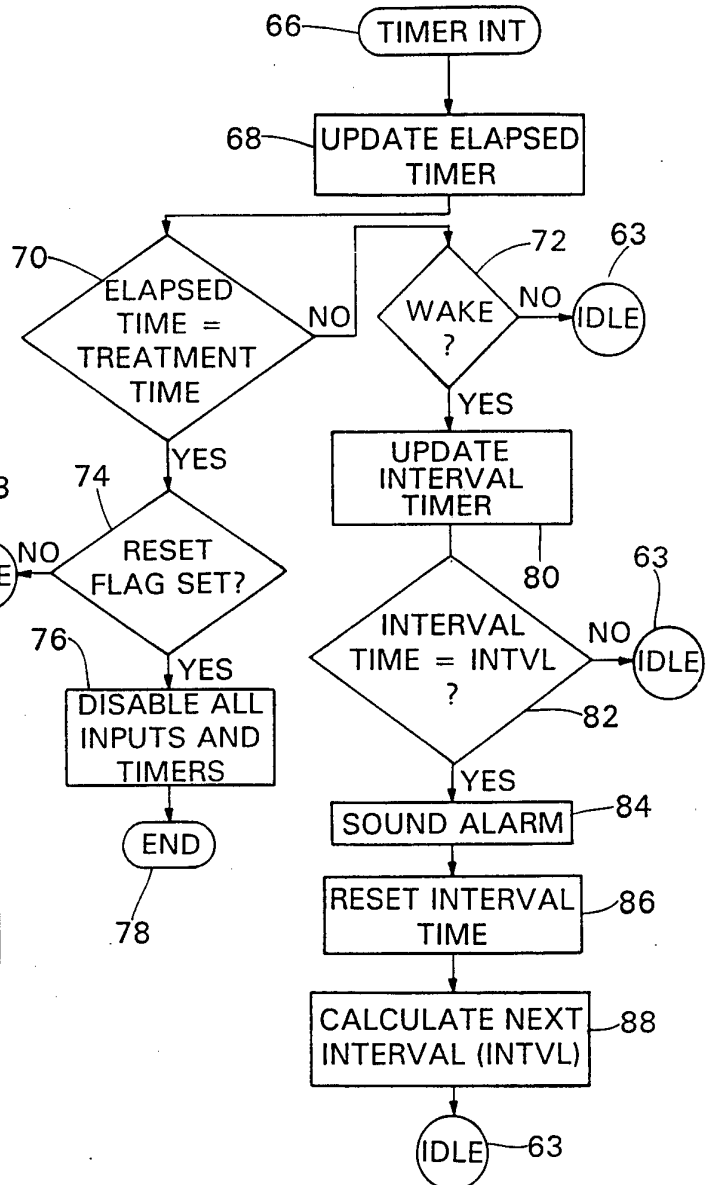 66
TIMER INT
68
UPDATE ELAPSED
TIMER
70
ELAPSED
TIME =
TREATMENT
TIME
NO
72
WAKE
?
NO
63
IDLE
YES
YES
UPDATE
INTERVAL
TIMER
80
74
RESET
FLAG SET?
NO
3
E
YES
76
DISABLE ALL
INPUTS AND
TIMERS
END
78
INTERVAL
TIME = INTVL
?
82
NO
63
IDLE
YES
SOUND ALARM
84
RESET INTERVAL
TIME
86
CALCULATE NEXT
INTERVAL (INTVL)
88
IDLE
63